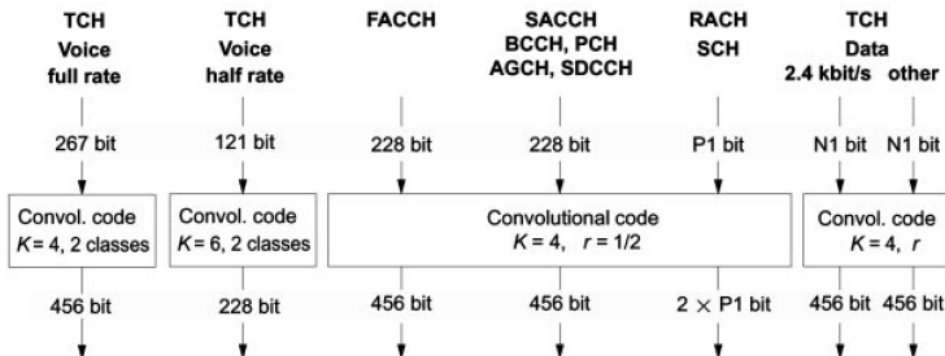 TCH TCH FACCH SACCH RACH TCH
Voice Voice BCCH, PCH SCH Data
full rate half rate AGCH, SDCCH 2.4 kbit/s other
267 bit 121 bit 228 bit 228 bit P1 bit N1 bit N1 bit
Convol. code Convol. code Convolutional code Convol. code
K = 4, 2 classes K = 6, 2 classes K = 4, r = 1/2 K = 4, r
456 bit 228 bit 456 bit 456 bit 2 × P1 bit 456 bit 456 bit